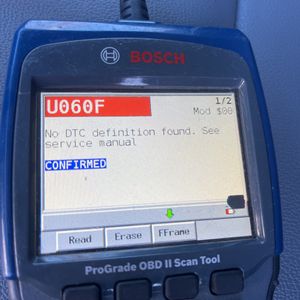 BOSCH
U060F
1/2
Mod $00
No DTC definition found. See
service manual
CONFIRMED
Read
Erase
FFrame
ProGrade OBD II Scan Tool